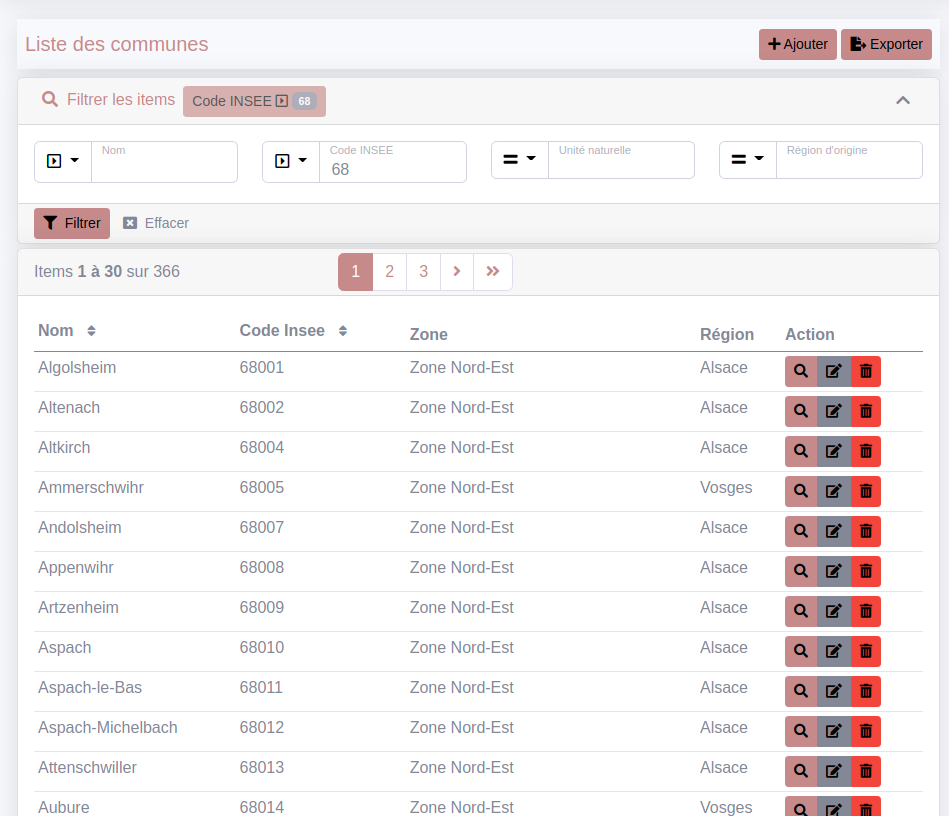 Liste des communes
Ajouter
Exporter
Filtrer les items
Code INSEE 68
Nom
Code INSEE
68
Unité naturelle
Région d'origine
Filtrer
Effacer
Items 1 à 30 sur 366
1 2 3
Nom Code Insee Zone Région Action
Algolsheim 68001 Zone Nord-Est Alsace
Altenach 68002 Zone Nord-Est Alsace
Altkirch 68004 Zone Nord-Est Alsace
Ammerschwihr 68005 Zone Nord-Est Vosges
Andolsheim 68007 Zone Nord-Est Alsace
Appenwihr 68008 Zone Nord-Est Alsace
Artzenheim 68009 Zone Nord-Est Alsace
Aspach 68010 Zone Nord-Est Alsace
Aspach-le-Bas 68011 Zone Nord-Est Alsace
Aspach-Michelbach 68012 Zone Nord-Est Alsace
Attenschwiller 68013 Zone Nord-Est Alsace
Aubure 68014 Zone Nord-Est Vosges